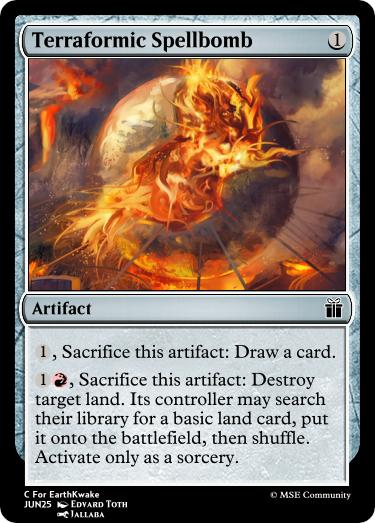 Terraformic Spellbomb 1
Artifact
1, Sacrifice this artifact: Draw a card.
1 , Sacrifice this artifact: Destroy
target land. Its controller may search
their library for a basic land card, put
it onto the battlefield, then shuffle.
Activate only as a sorcery.
C For EarthKwake
JUN25 Edvard Toth
Jallaba
© MSE Community